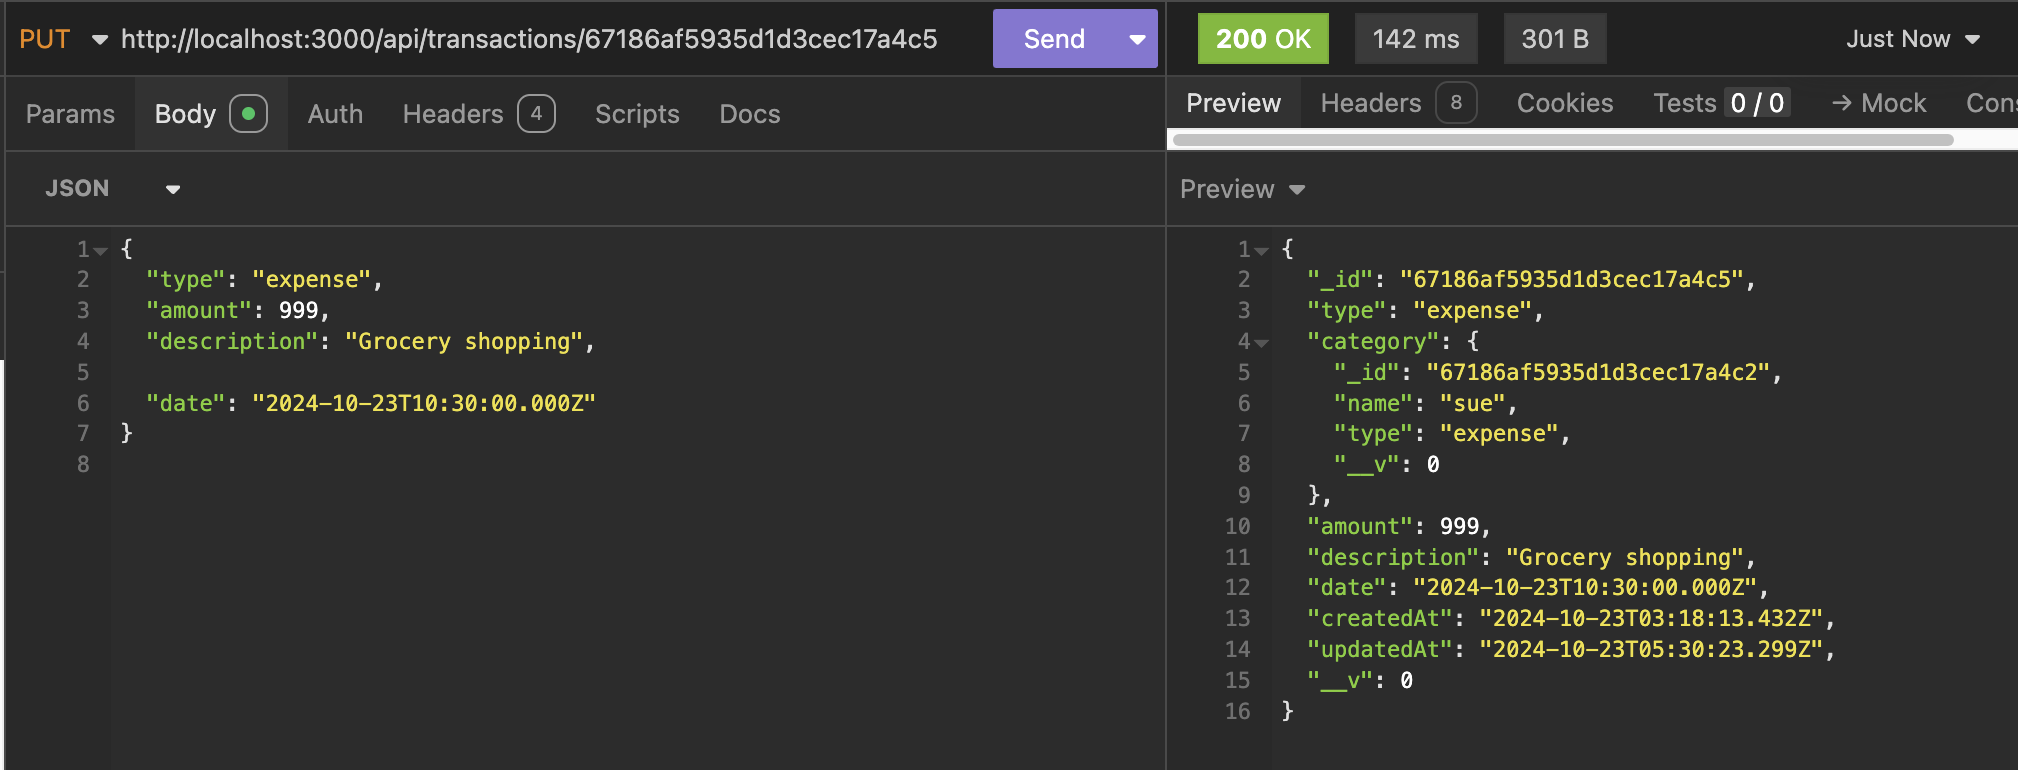 PUT http://localhost:3000/api/transactions/67186af5935d1d3cec17a4c5 Send
200 OK 142 ms 301 B Just Now
Params Body Auth Headers 4 Scripts Docs
Preview Headers 8 Cookies Tests 0 / 0 → Mock Con
JSON
1 {
2 "type": "expense",
3 "amount": 999,
4 "description": "Grocery shopping",
5
6 "date": "2024-10-23T10:30:00.000Z"
7 }
8
Preview
1 {
2 "_id": "67186af5935d1d3cec17a4c5",
3 "type": "expense",
4 "category": {
5 "_id": "67186af5935d1d3cec17a4c2",
6 "name": "sue",
7 "type": "expense",
8 "__v": 0
9 },
10 "amount": 999,
11 "description": "Grocery shopping",
12 "date": "2024-10-23T10:30:00.000Z",
13 "createdAt": "2024-10-23T03:18:13.432Z",
14 "updatedAt": "2024-10-23T05:30:23.299Z",
15 "__v": 0
16 }